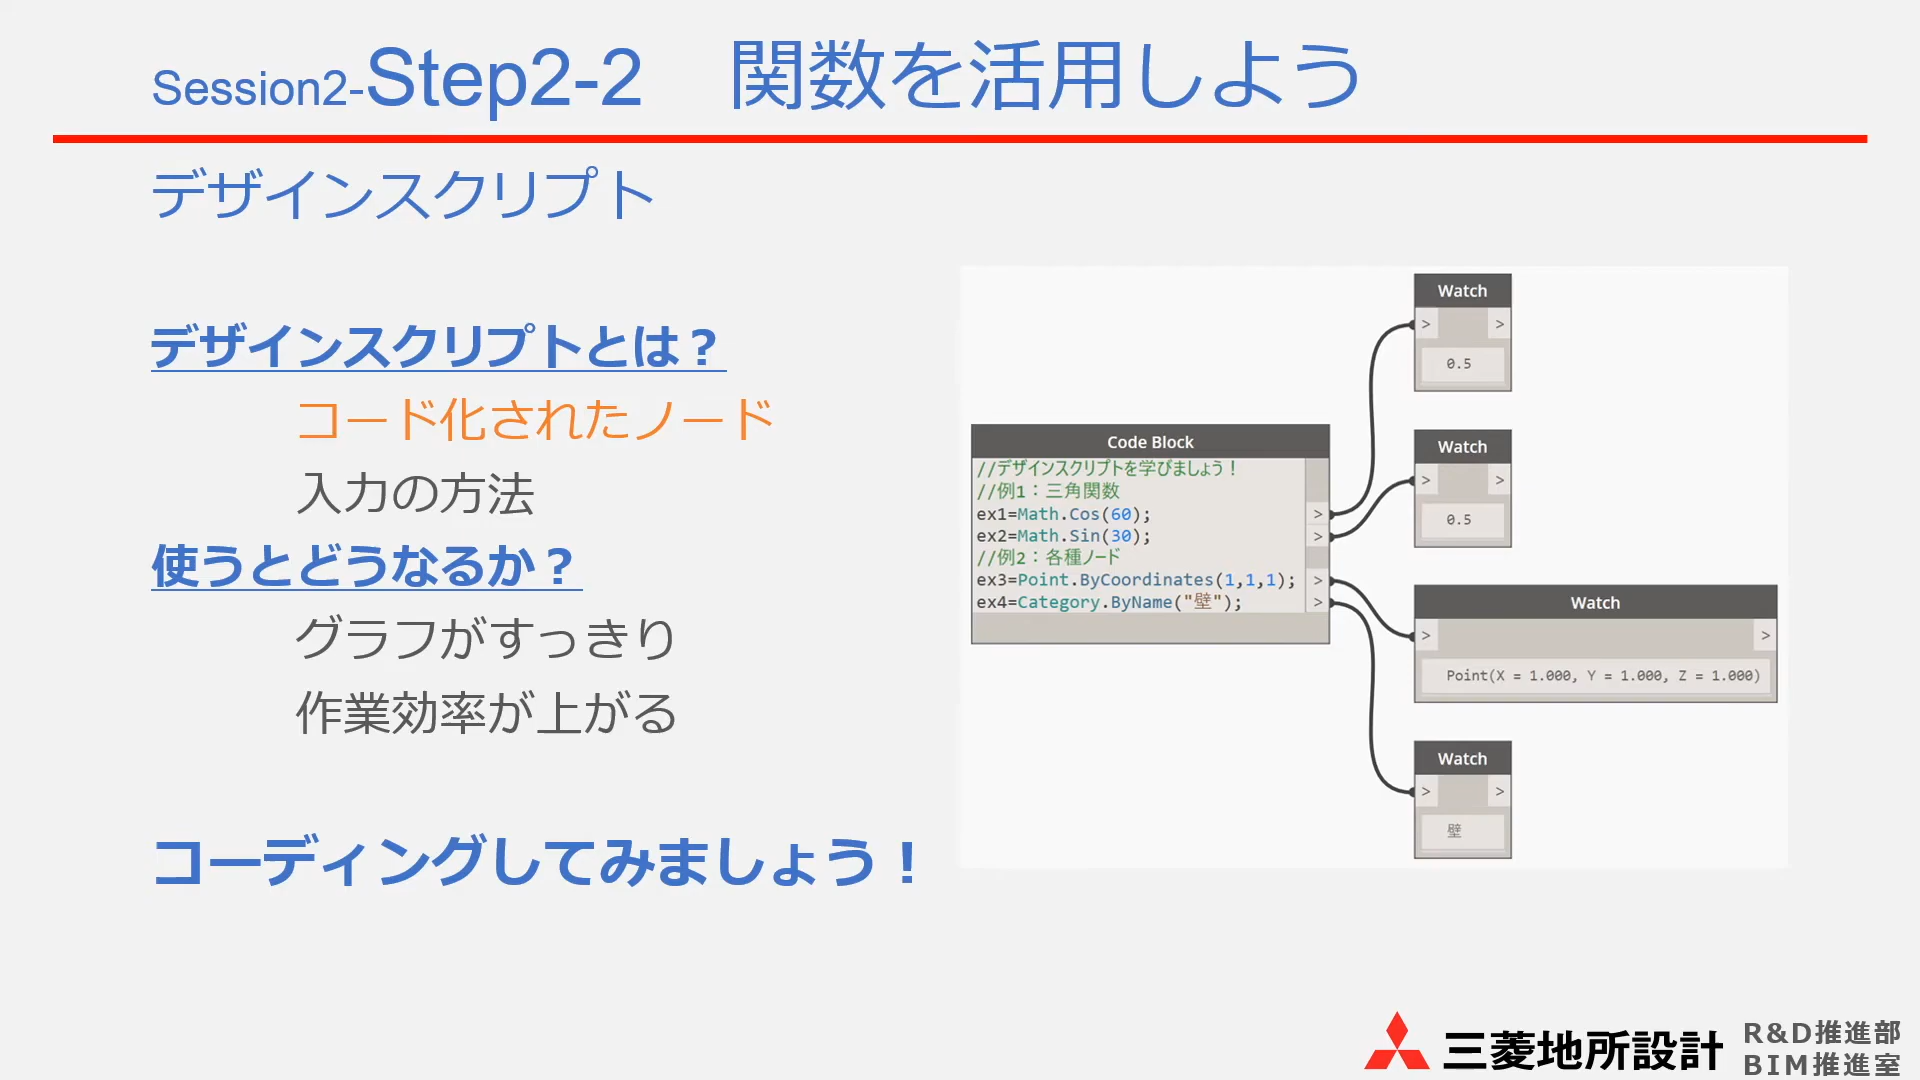 Session2-Step2-2　関数を活用しよう
デザインスクリプト
デザインスクリプトとは？
コード化されたノード
入力の方法
使うとどうなるか？
グラフがすっきり
作業効率が上がる
コーディングしてみましょう！
Code Block
//デザインスクリプトを学びましょう！
//例1：三角関数
ex1=Math.Cos(60); >
ex2=Math.Sin(30); >
//例2：各種ノード
ex3=Point.ByCoordinates(1,1,1); >
ex4=Category.ByName("壁"); >
Watch
> >
0.5
Watch
> >
0.5
Watch
> >
Point(X = 1.000, Y = 1.000, Z = 1.000)
Watch
> >
壁
三菱地所設計
R&D推進部
BIM推進室